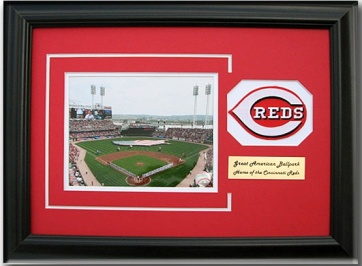 REDS
Great American Ballpark
Home of the Cincinnati Reds